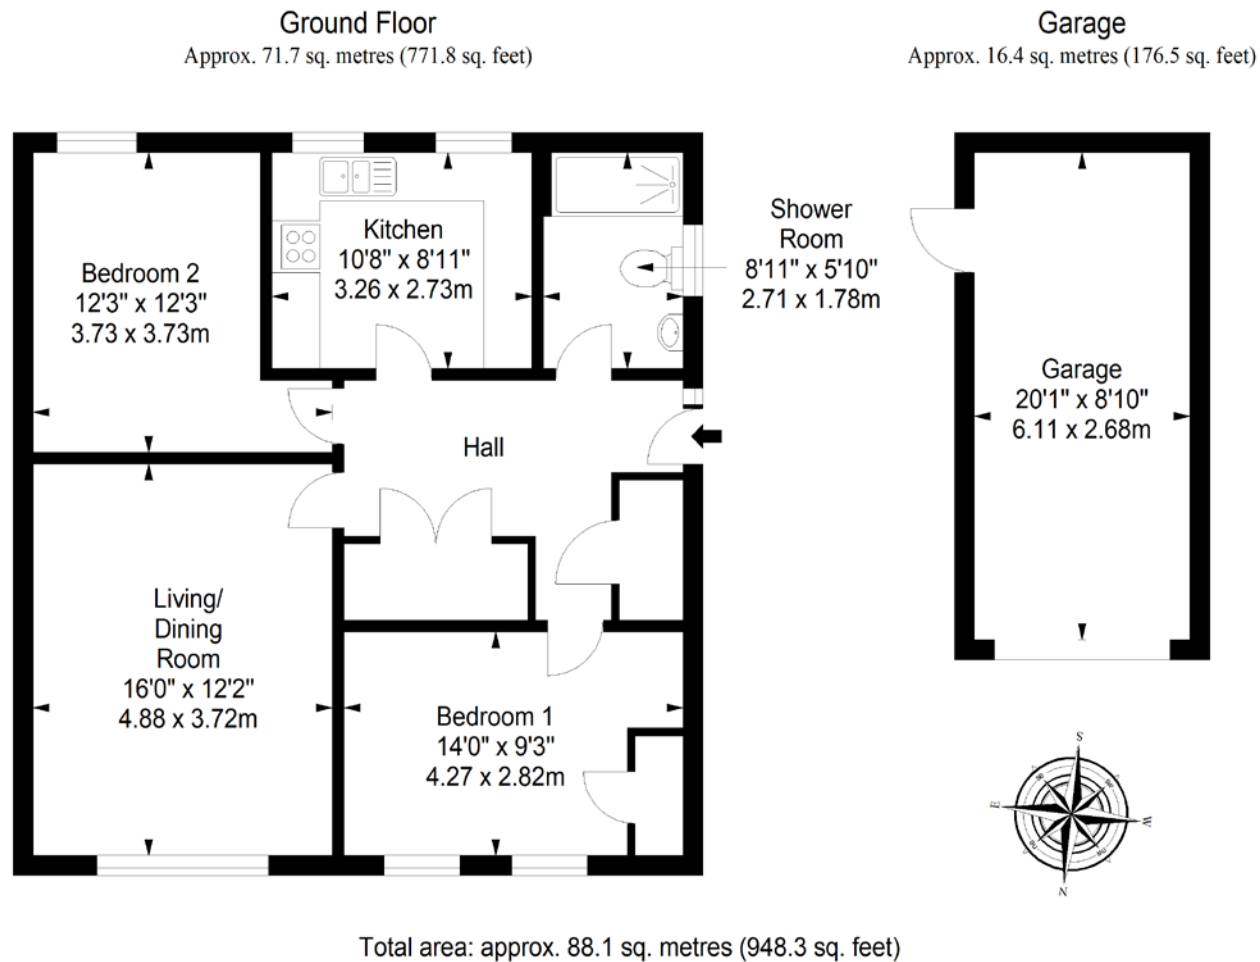 Ground Floor
Approx. 71.7 sq. metres (771.8 sq. feet)
Garage
Approx. 16.4 sq. metres (176.5 sq. feet)
Bedroom 2
12'3" x 12'3"
3.73 x 3.73m
Kitchen
10'8" x 8'11"
3.26 x 2.73m
Shower
Room
8'11" x 5'10"
2.71 x 1.78m
Garage
20'1" x 8'10"
6.11 x 2.68m
Hall
Living/
Dining
Room
16'0" x 12'2"
4.88 x 3.72m
Bedroom 1
14'0" x 9'3"
4.27 x 2.82m
S
E
W
N
Total area: approx. 88.1 sq. metres (948.3 sq. feet)